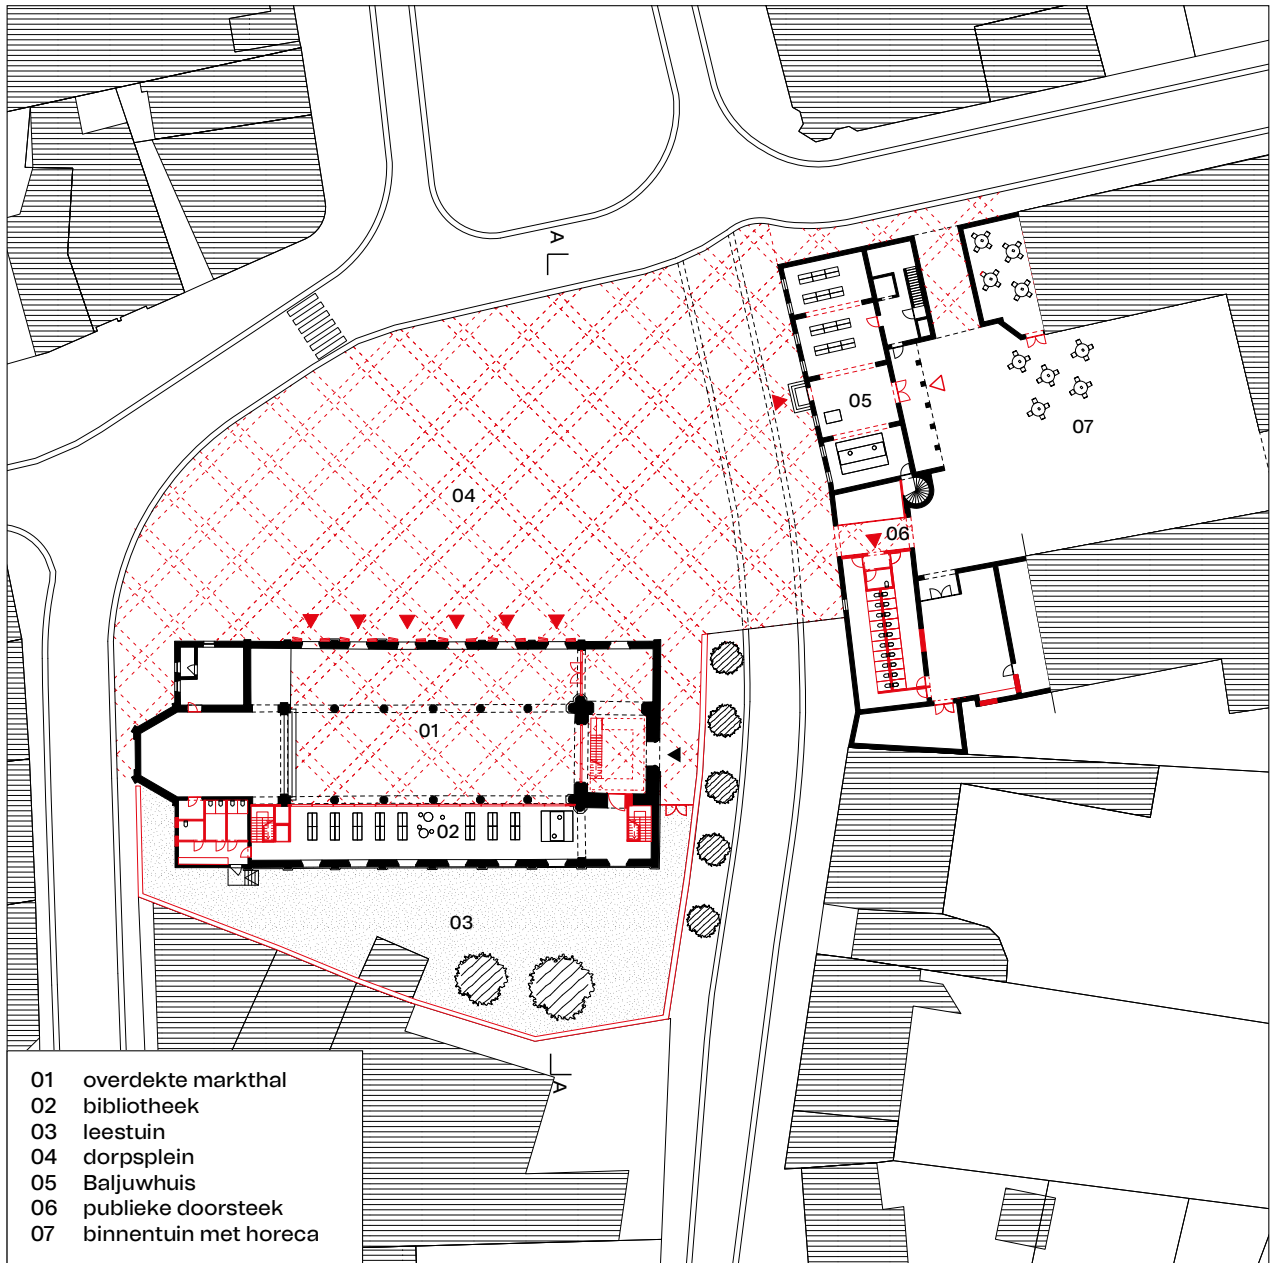 A
05
07
04
06
01
02
03
A
01 overdekte markthal
02 bibliotheek
03 leestuin
04 dorpsplein
05 Baljuwhuis
06 publieke doorsteek
07 binnentuin met horeca